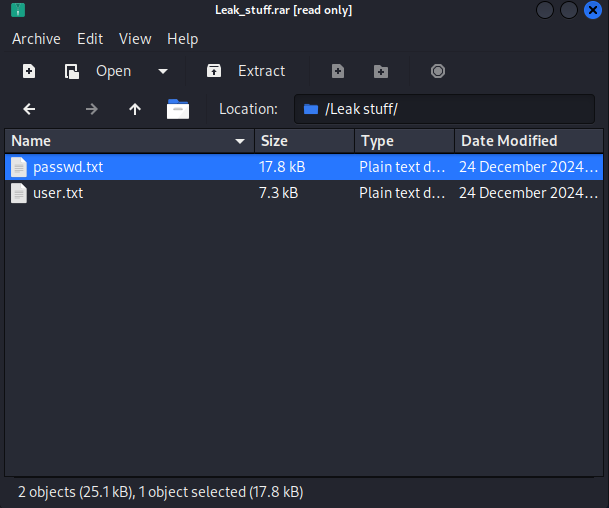 Leak_stuff.rar [read only]
Archive Edit View Help
Open Extract
Location: /Leak stuff/
Name Size Type Date Modified
passwd.txt 17.8 kB Plain text d... 24 December 2024...
user.txt 7.3 kB Plain text d... 24 December 2024...
2 objects (25.1 kB), 1 object selected (17.8 kB)